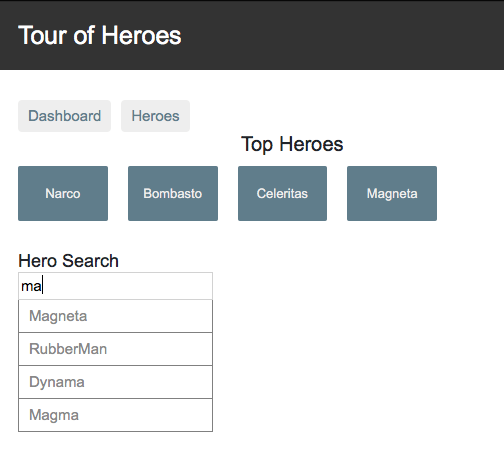 Tour of Heroes
Dashboard Heroes
Top Heroes
Narco Bombasto Celeritas Magneta
Hero Search
ma
Magneta
RubberMan
Dynama
Magma